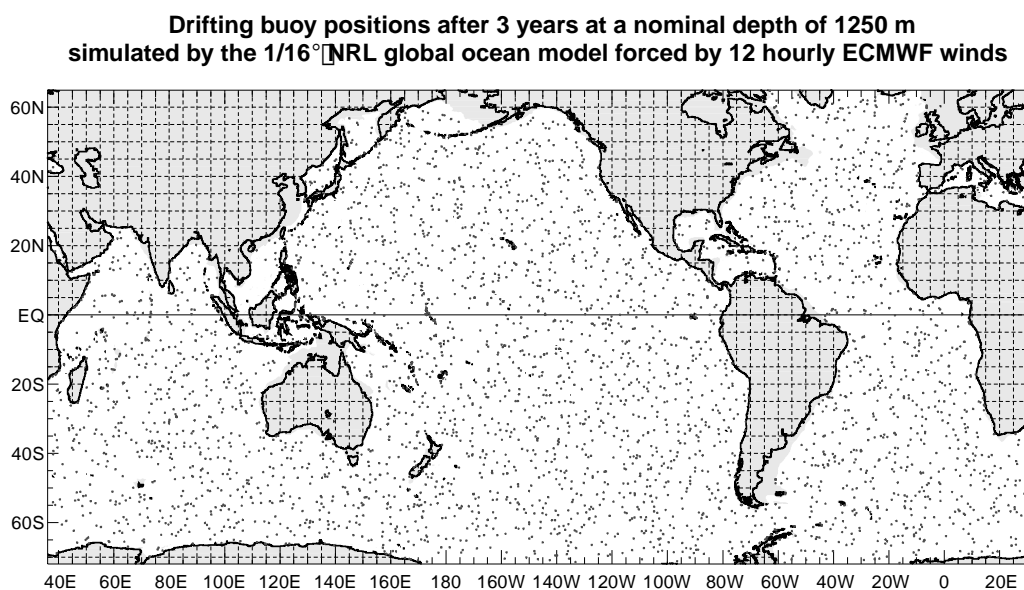 Drifting buoy positions after 3 years at a nominal depth of 1250 m
simulated by the 1/16° NRL global ocean model forced by 12 hourly ECMWF winds
60N
40N
20N
EQ
20S
40S
60S
40E 60E 80E 100E 120E 140E 160E 180 160W 140W 120W 100W 80W 60W 40W 20W 0 20E